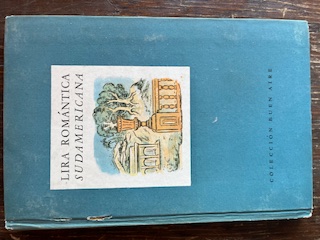 LIRA ROMÁNTICA
SUDAMERICANA
COLECCIÓN BUEN AIRE